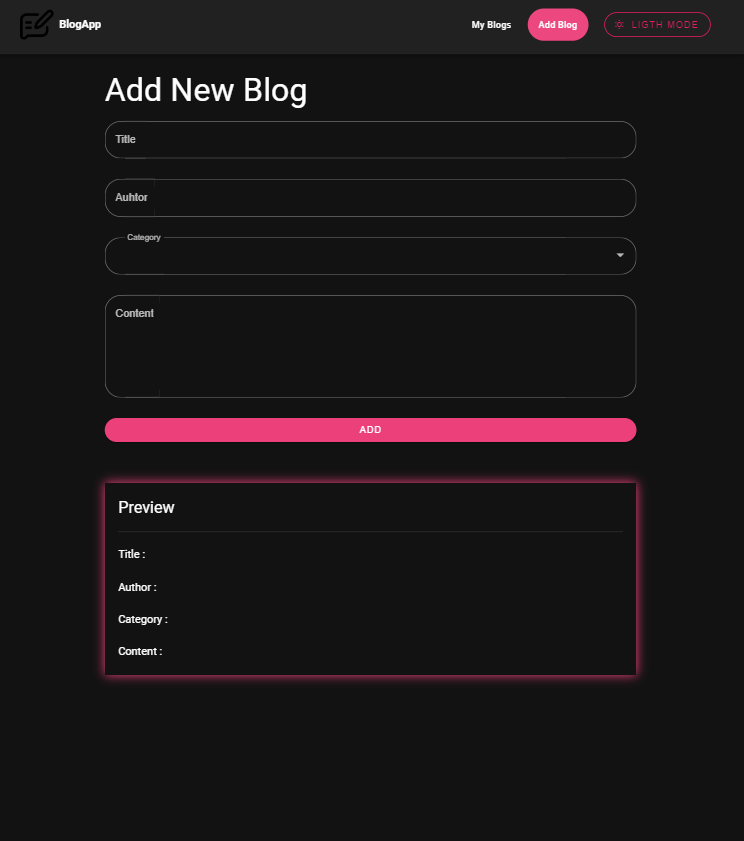 BlogApp
My Blogs
Add Blog
LIGTH MODE
Add New Blog
Title
Auhtor
Category
Content
ADD
Preview
Title :
Author :
Category :
Content :